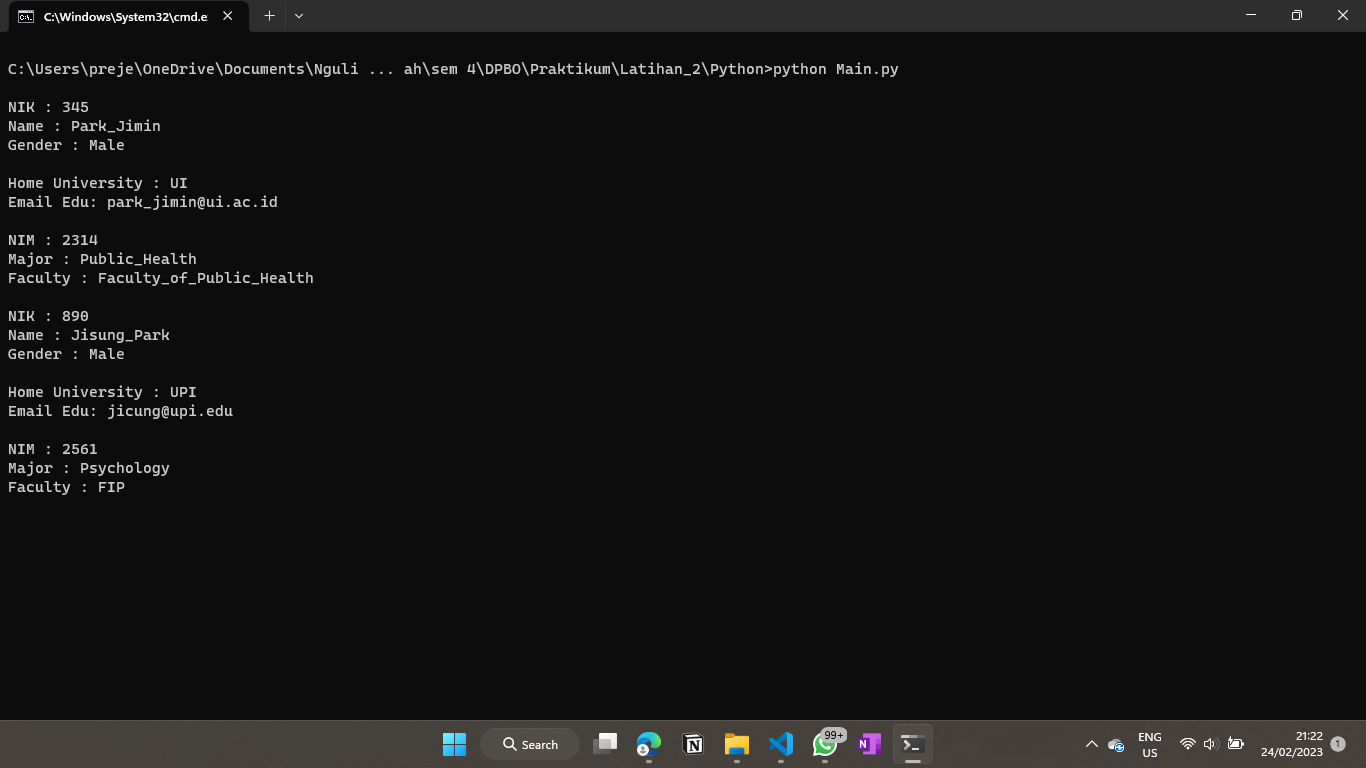 C:\Windows\System32\cmd.e
C:\Users\preje\OneDrive\Documents\Nguli ... ah\sem 4\DPBO\Praktikum\Latihan_2\Python>python Main.py
NIK : 345
Name : Park_Jimin
Gender : Male
Home University : UI
Email Edu: park_jimin@ui.ac.id
NIM : 2314
Major : Public_Health
Faculty : Faculty_of_Public_Health
NIK : 890
Name : Jisung_Park
Gender : Male
Home University : UPI
Email Edu: jicung@upi.edu
NIM : 2561
Major : Psychology
Faculty : FIP
Search
99+
ENG
US
21:22
24/02/2023
1